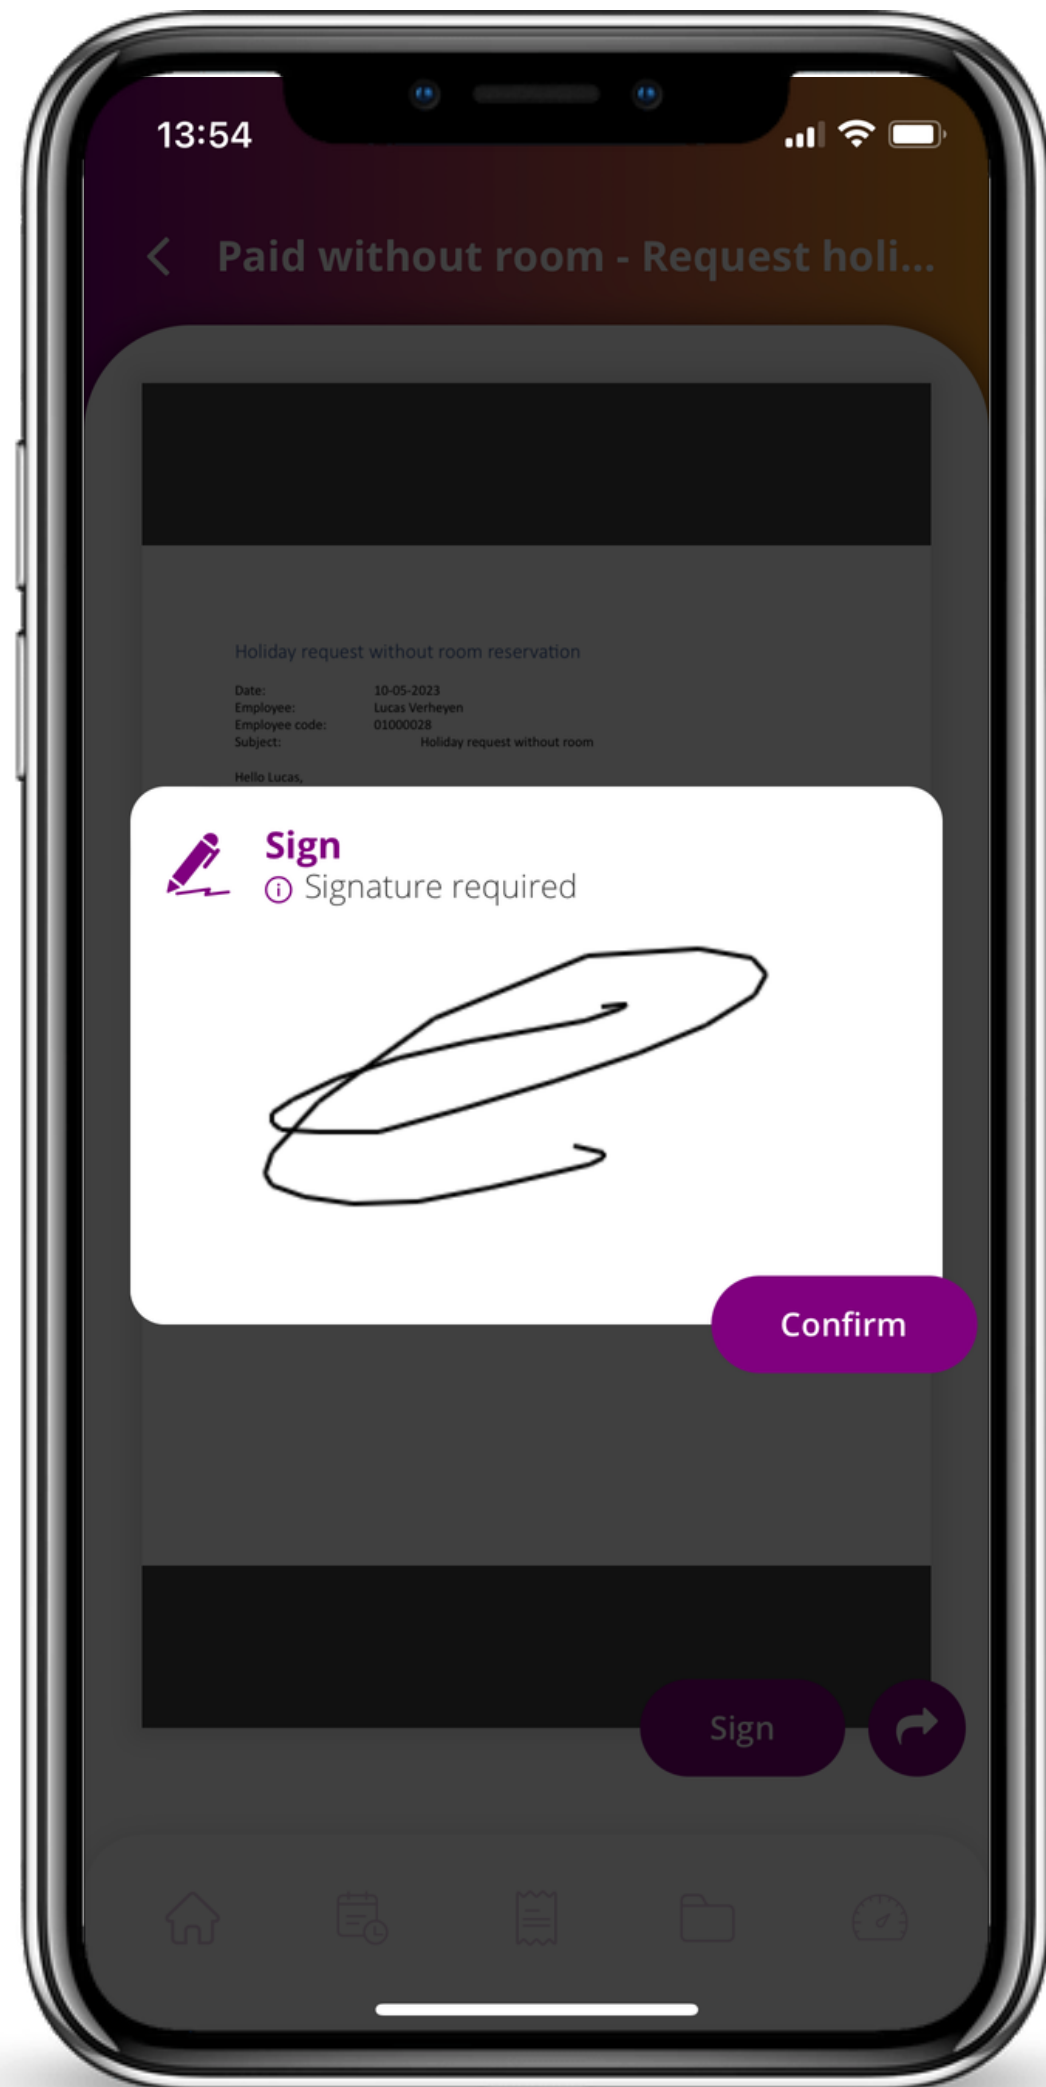 13:54
Paid without room - Request holi...
Holiday request without room reservation
Date: 10-05-2023
Employee: Lucas Verheyen
Employee code: 01000028
Subject: Holiday request without room
Hello Lucas,
Sign
Signature required
Confirm
Sign